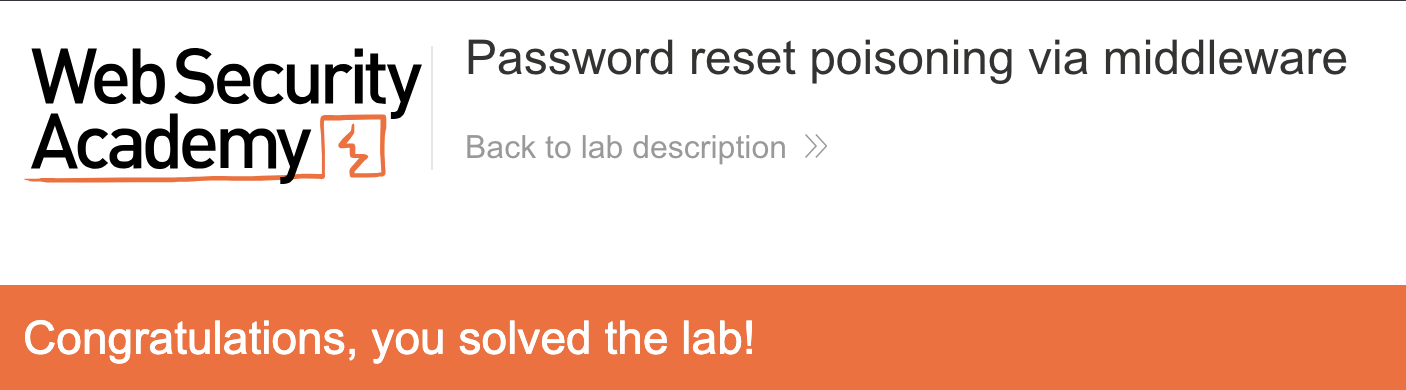 Web Security
Academy
Password reset poisoning via middleware
Back to lab description
Congratulations, you solved the lab!